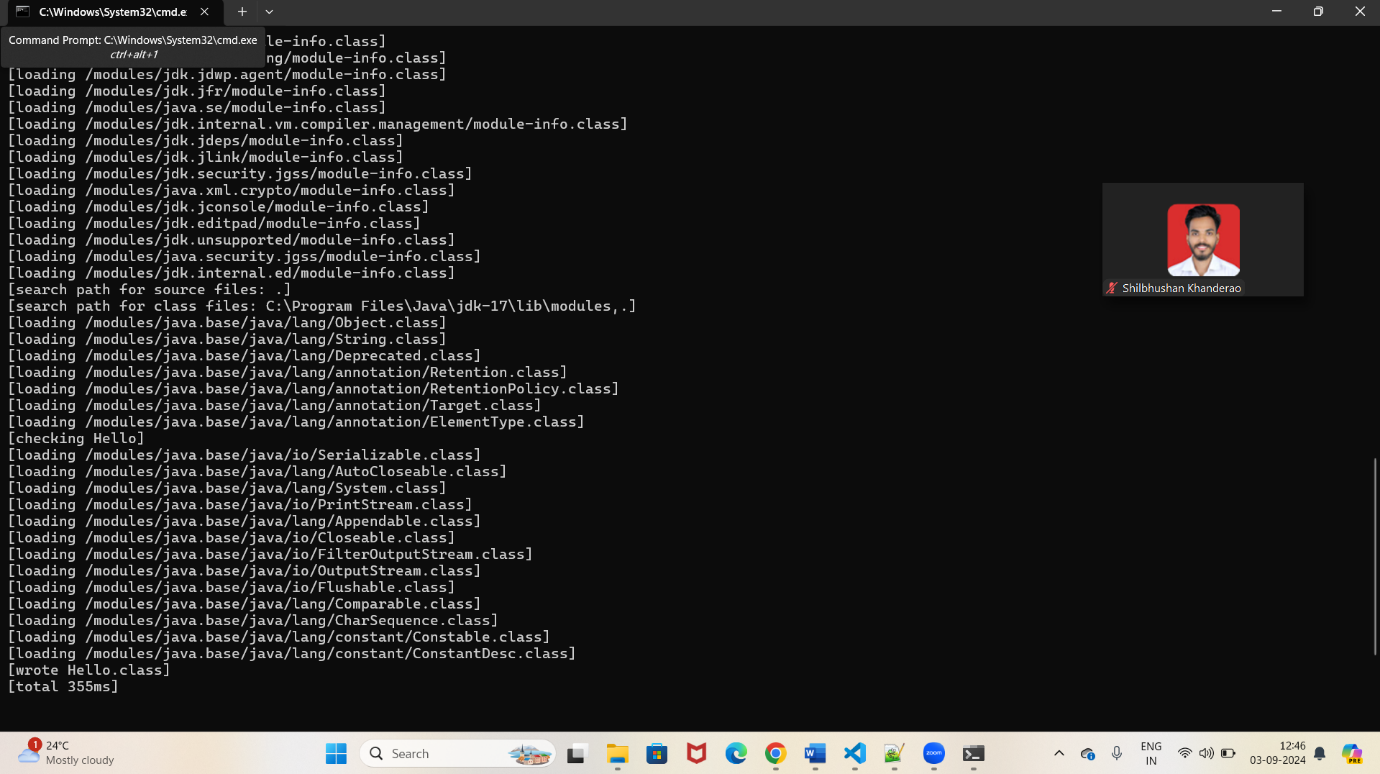 C:\Windows\System32\cmd.e
Command Prompt: C:\Windows\System32\cmd.exe
ctrl+alt+1
le-info.class]
ng/module-info.class]
[loading /modules/jdk.jdwp.agent/module-info.class]
[loading /modules/jdk.jfr/module-info.class]
[loading /modules/java.se/module-info.class]
[loading /modules/jdk.internal.vm.compiler.management/module-info.class]
[loading /modules/jdk.jdeps/module-info.class]
[loading /modules/jdk.jlink/module-info.class]
[loading /modules/jdk.security.jgss/module-info.class]
[loading /modules/java.xml.crypto/module-info.class]
[loading /modules/jdk.jconsole/module-info.class]
[loading /modules/jdk.editpad/module-info.class]
[loading /modules/jdk.unsupported/module-info.class]
[loading /modules/java.security.jgss/module-info.class]
[loading /modules/jdk.internal.ed/module-info.class]
[search path for source files: .]
[search path for class files: C:\Program Files\Java\jdk-17\lib\modules,.]
[loading /modules/java.base/java/lang/Object.class]
[loading /modules/java.base/java/lang/String.class]
[loading /modules/java.base/java/lang/Deprecated.class]
[loading /modules/java.base/java/lang/annotation/Retention.class]
[loading /modules/java.base/java/lang/annotation/RetentionPolicy.class]
[loading /modules/java.base/java/lang/annotation/Target.class]
[loading /modules/java.base/java/lang/annotation/ElementType.class]
[checking Hello]
[loading /modules/java.base/java/io/Serializable.class]
[loading /modules/java.base/java/lang/AutoCloseable.class]
[loading /modules/java.base/java/lang/System.class]
[loading /modules/java.base/java/io/PrintStream.class]
[loading /modules/java.base/java/lang/Appendable.class]
[loading /modules/java.base/java/io/Closeable.class]
[loading /modules/java.base/java/io/FilterOutputStream.class]
[loading /modules/java.base/java/io/OutputStream.class]
[loading /modules/java.base/java/io/Flushable.class]
[loading /modules/java.base/java/lang/Comparable.class]
[loading /modules/java.base/java/lang/CharSequence.class]
[loading /modules/java.base/java/lang/constant/Constable.class]
[loading /modules/java.base/java/lang/constant/ConstantDesc.class]
[wrote Hello.class]
[total 355ms]
Shilbhushan Khanderao
1
24°C
Mostly cloudy
Search
zoom
ENG
IN
12:46
03-09-2024
PRE